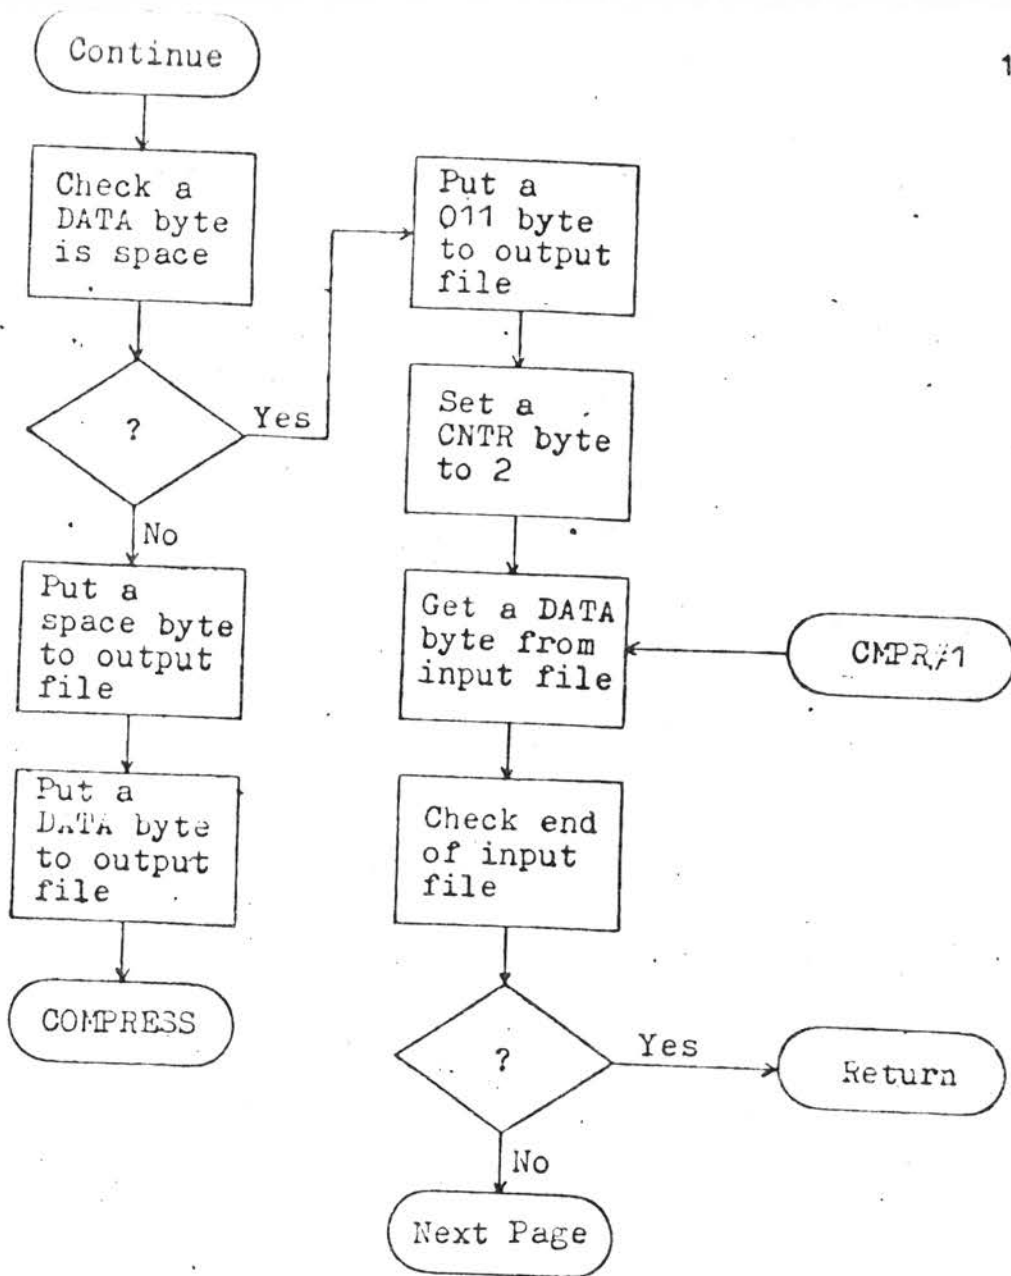 Continue
1
Check a
DATA byte
is space
?
Yes
No
Put a
space byte
to output
file
Put a
DATA byte
to output
file
COMPRESS
Put a
011 byte
to output
file
Set a
CNTR byte
to 2
Get a DATA
byte from
input file
CMPR#1
Check end
of input
file
?
Yes
Return
No
Next Page